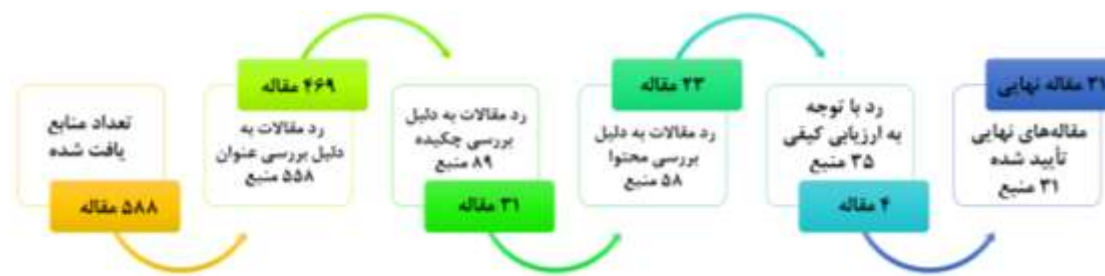 تعداد منابع
یافت شده
۵۸۸ مقاله
۴۶۹ مقاله
رد مقالات به
دلیل بررسی عنوان
۵۵۸ منبع
رد مقالات به دلیل
بررسی چکیده
۸۹ منبع
۳۱ مقاله
۲۳ مقاله
رد مقالات به دلیل
بررسی محتوا
۵۸ منبع
رد با توجه
به ارزیابی کیفی
۳۵ منبع
۴ مقاله
۳۱ مقاله نهایی
مقاله‌های نهایی
تأیید شده
۳۱ منبع